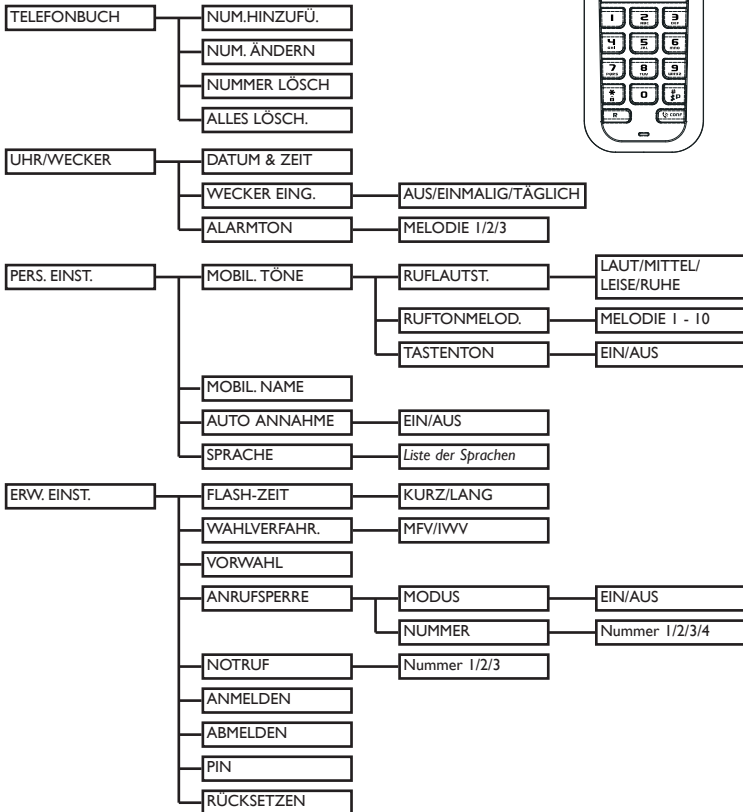 TELEFONBUCH
NUM.HINZUFÜ.
NUM. ÄNDERN
NUMMER LÖSCH
ALLES LÖSCH.
UHR/WECKER
DATUM & ZEIT
WECKER EING.
AUS/EINMALIG/TÄGLICH
ALARMTON
MELODIE 1/2/3
PERS. EINST.
MOBIL. TÖNE
RUFLAUTST.
LAUT/MITTEL/
LEISE/RUHE
RUFTONMELOD.
MELODIE 1 - 10
TASTENTON
EIN/AUS
MOBIL. NAME
AUTO ANNAHME
EIN/AUS
SPRACHE
Liste der Sprachen
ERW. EINST.
FLASH-ZEIT
KURZ/LANG
WAHLVERFAHR.
MFV/IWV
VORWAHL
ANRUFSPERRE
MODUS
EIN/AUS
NUMMER
Nummer 1/2/3/4
NOTRUF
Nummer 1/2/3
ANMELDEN
ABMELDEN
PIN
RÜCKSETZEN
1 2 3
4 5 6
7 8 9
* 0 #
R